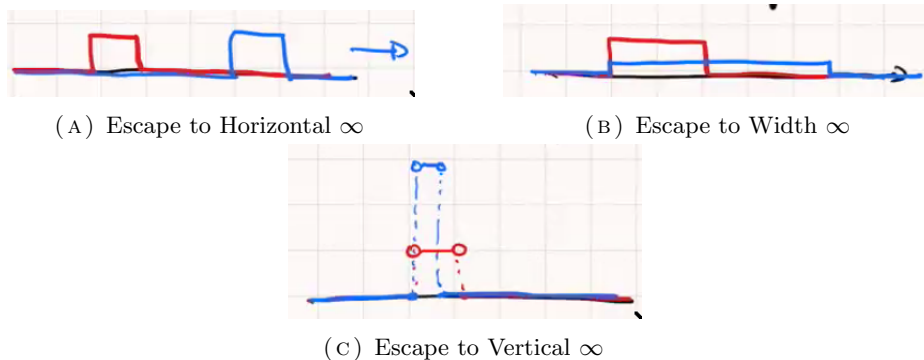 (A) Escape to Horizontal ∞
(B) Escape to Width ∞
(C) Escape to Vertical ∞